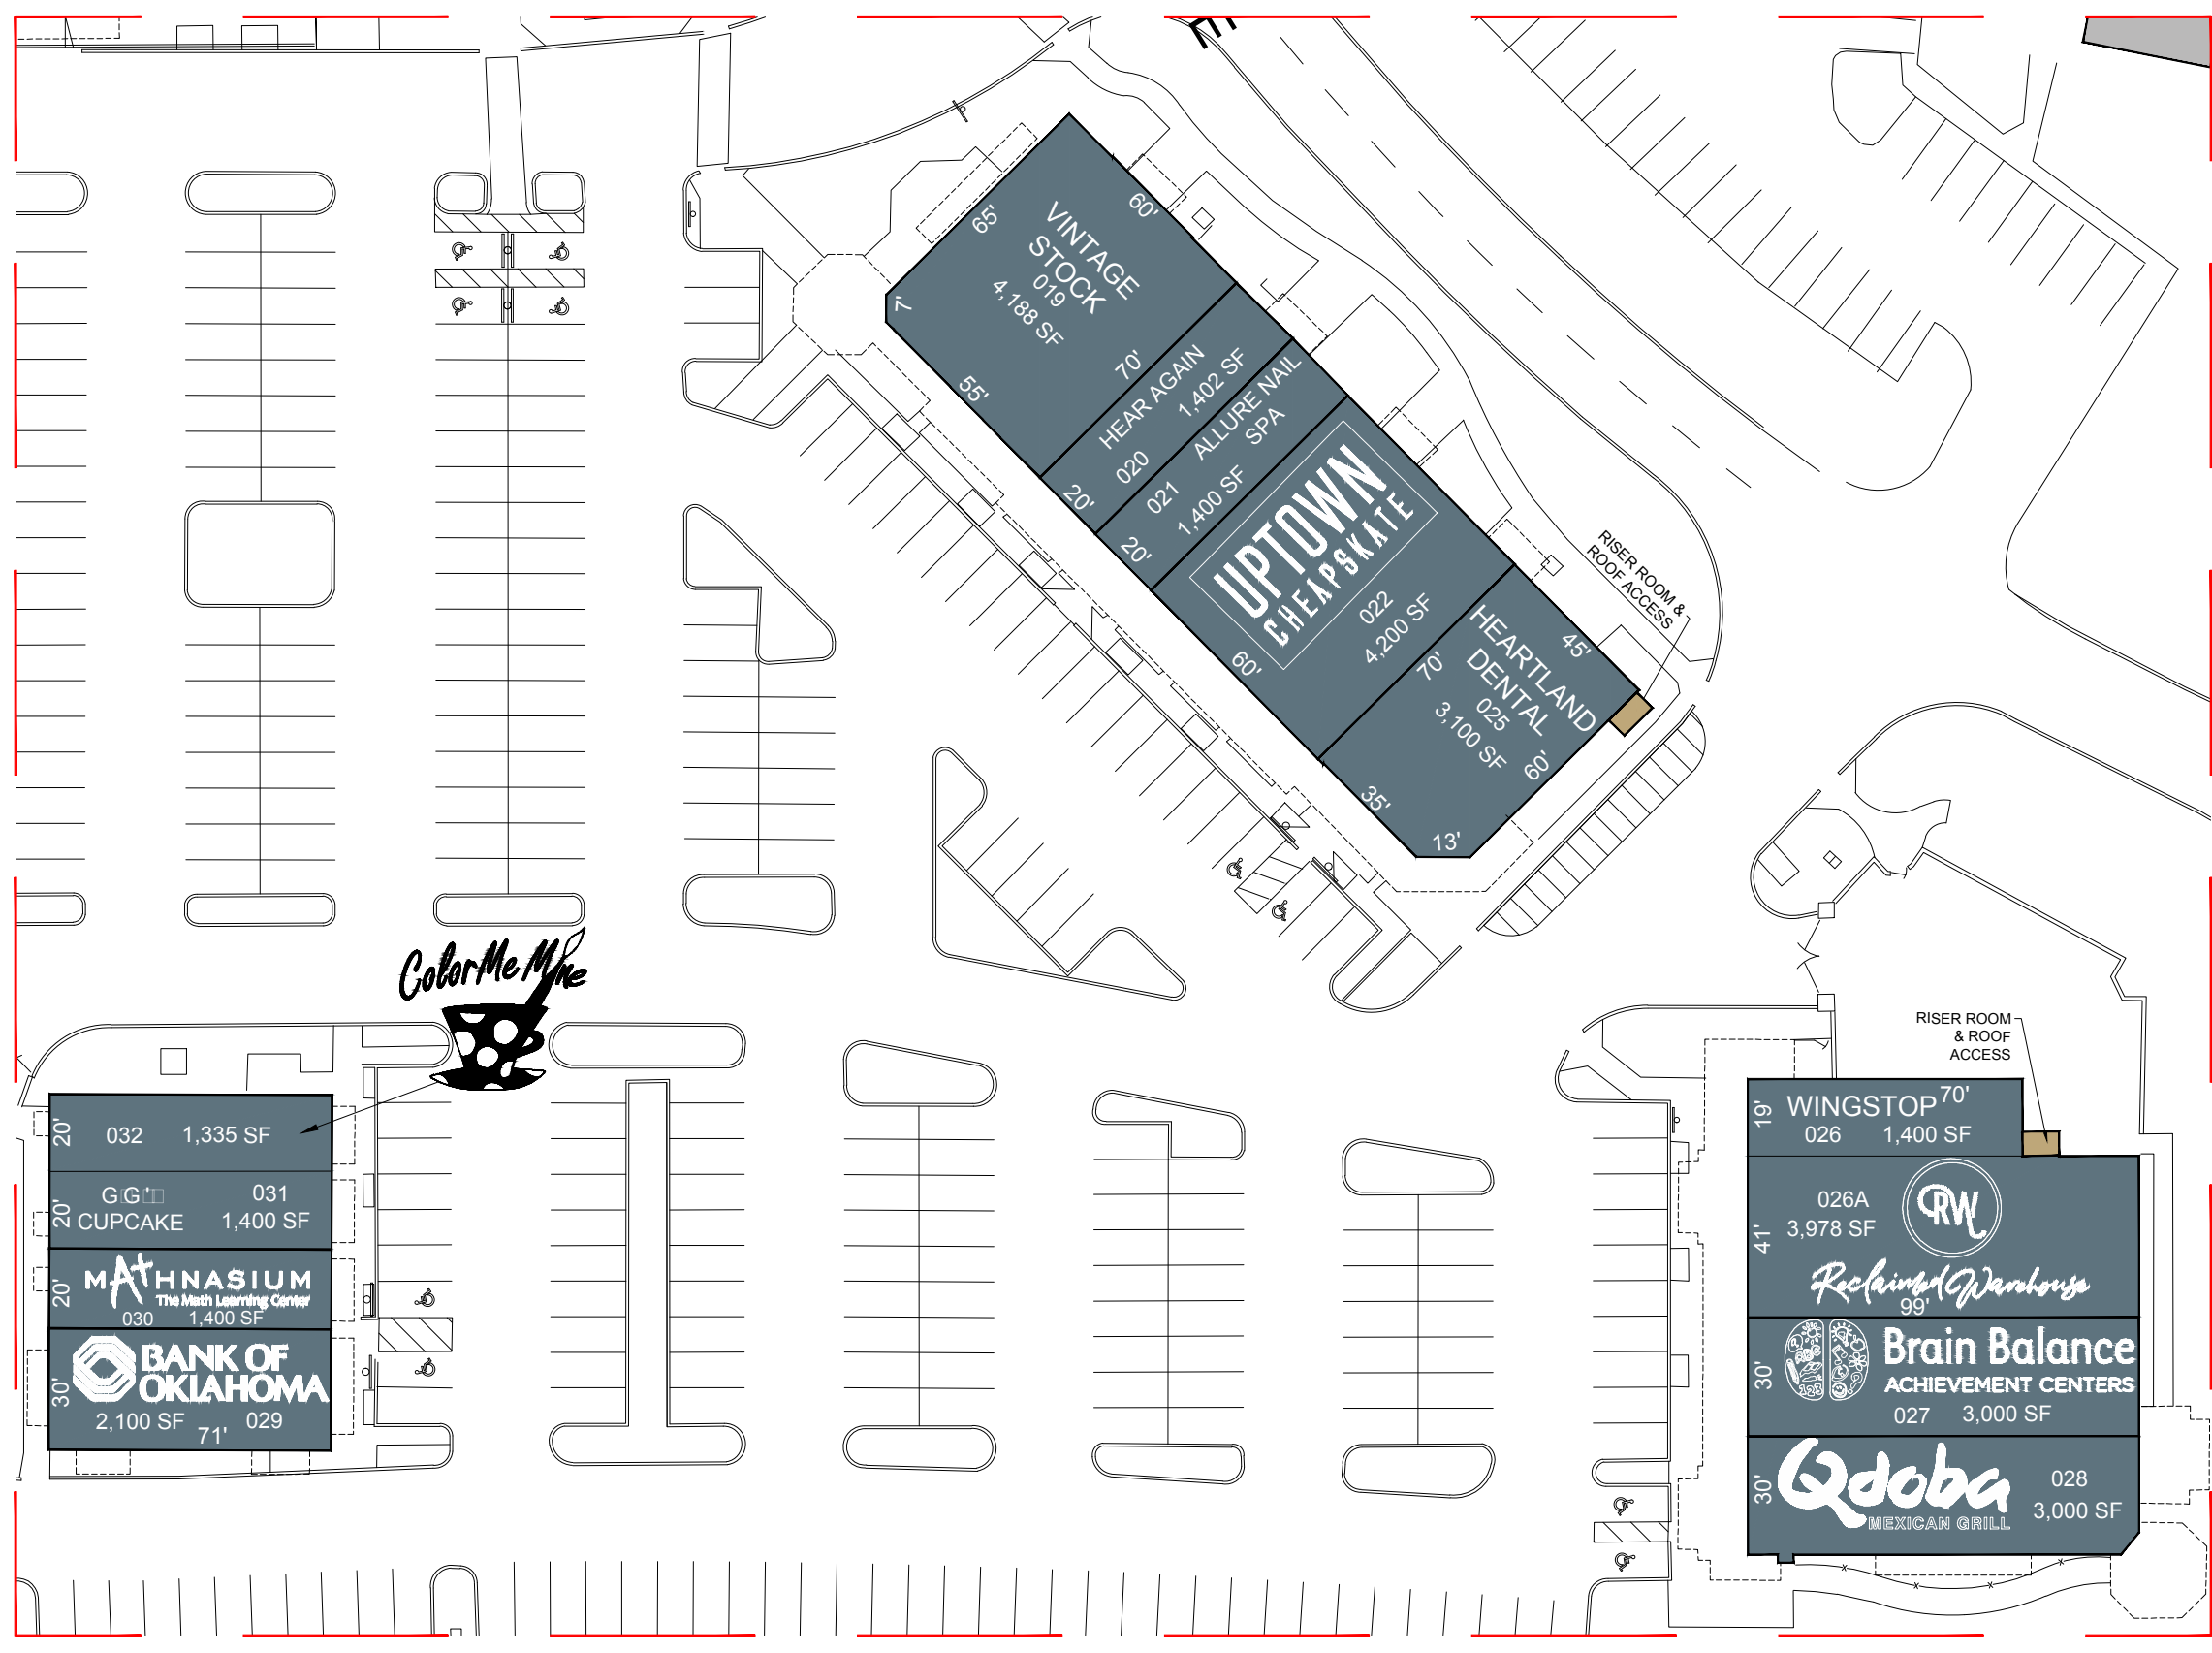 VINTAGE
STOCK
019
4,188 SF
65'
60'
7'
55'
70'
HEAR AGAIN
020
1,402 SF
20'
ALLURE NAIL
SPA
021
1,400 SF
20'
UPTOWN
CHEAPSKATE
022
4,200 SF
60'
70'
HEARTLAND
DENTAL
025
3,100 SF
45'
60'
35'
13'
RISER ROOM &
ROOF ACCESS
Color Me Mine
20'
032 1,335 SF
20'
CUPCAKE
031
1,400 SF
20'
MATHNASIUM
The Math Learning Center
030 1,400 SF
30'
BANK OF
OKLAHOMA
2,100 SF 029
71'
RISER ROOM
& ROOF
ACCESS
19'
WINGSTOP 70'
026 1,400 SF
41'
026A
3,978 SF
RW
Reclaimed Warehouse
99'
30'
ABC
123
Brain Balance
ACHIEVEMENT CENTERS
027 3,000 SF
30'
Qdoba
MEXICAN GRILL
028
3,000 SF